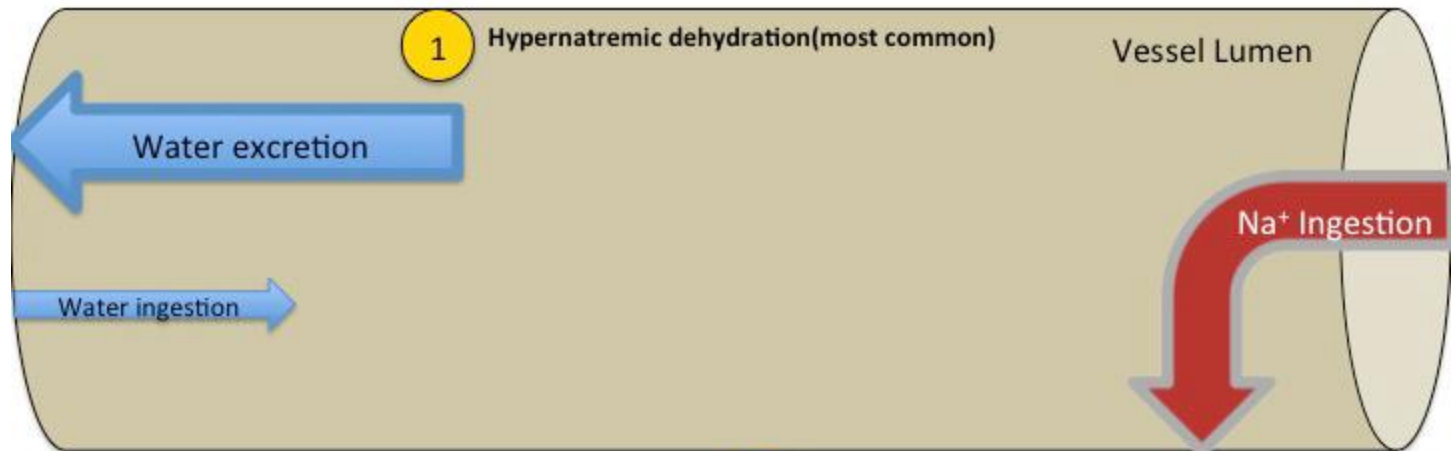 1
Hypernatremic dehydration(most common)
Vessel Lumen
Water excretion
Na⁺ Ingestion
Water ingestion